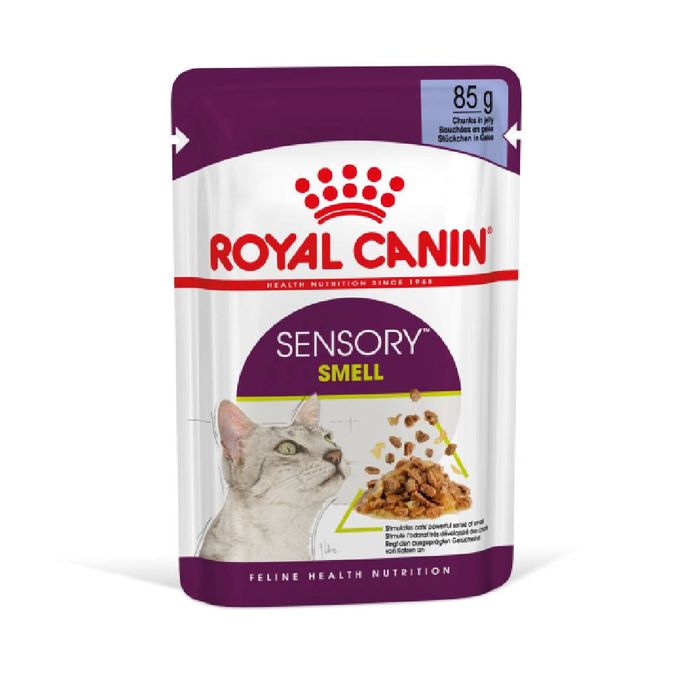 85 g
Chunks in jelly
Bouchées en gelée
Stückchen in Gelee
ROYAL CANIN®
HEALTH NUTRITION SINCE 1968
SENSORY™
SMELL
Stimulates cats' powerful sense of smell
Stimule l'odorat très développé des chats
Regt den ausgeprägten Geruchssinn
von Katzen an
FELINE HEALTH NUTRITION